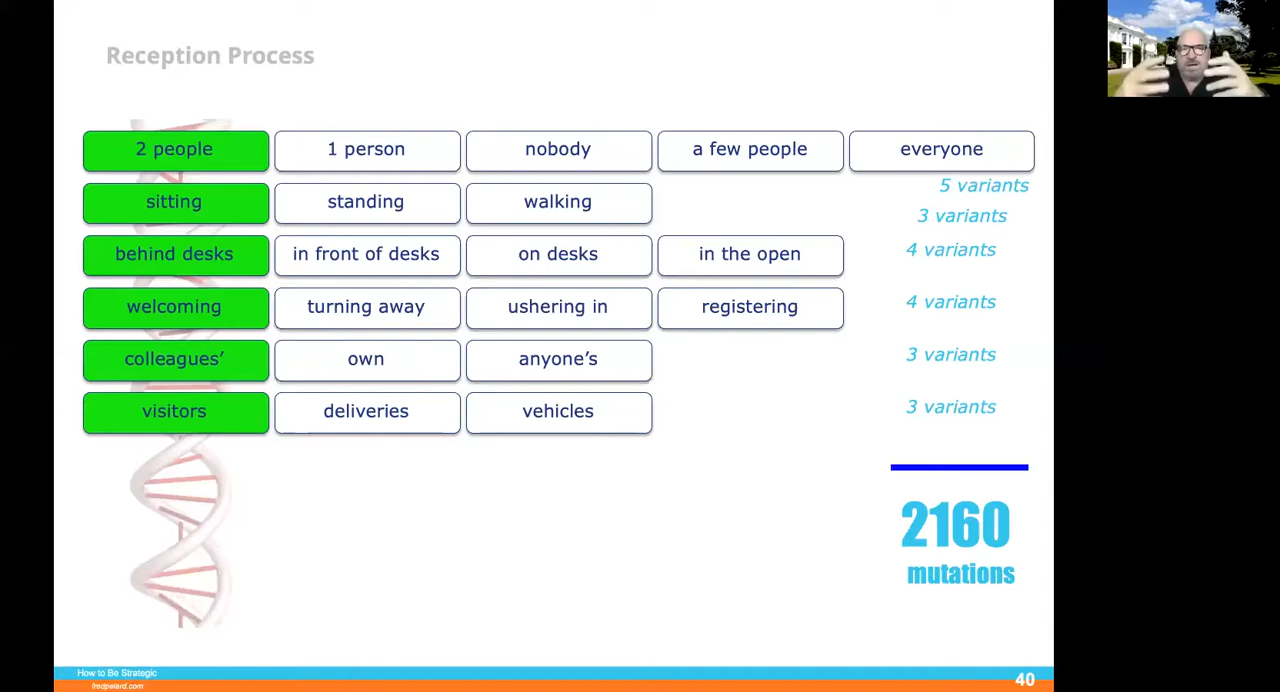 Reception Process
2 people 1 person nobody a few people everyone
5 variants
sitting standing walking
3 variants
behind desks in front of desks on desks in the open 4 variants
welcoming turning away ushering in registering 4 variants
colleagues’ own anyone’s 3 variants
visitors deliveries vehicles 3 variants
2160
mutations
How to Be Strategic
fredpelard.com
40